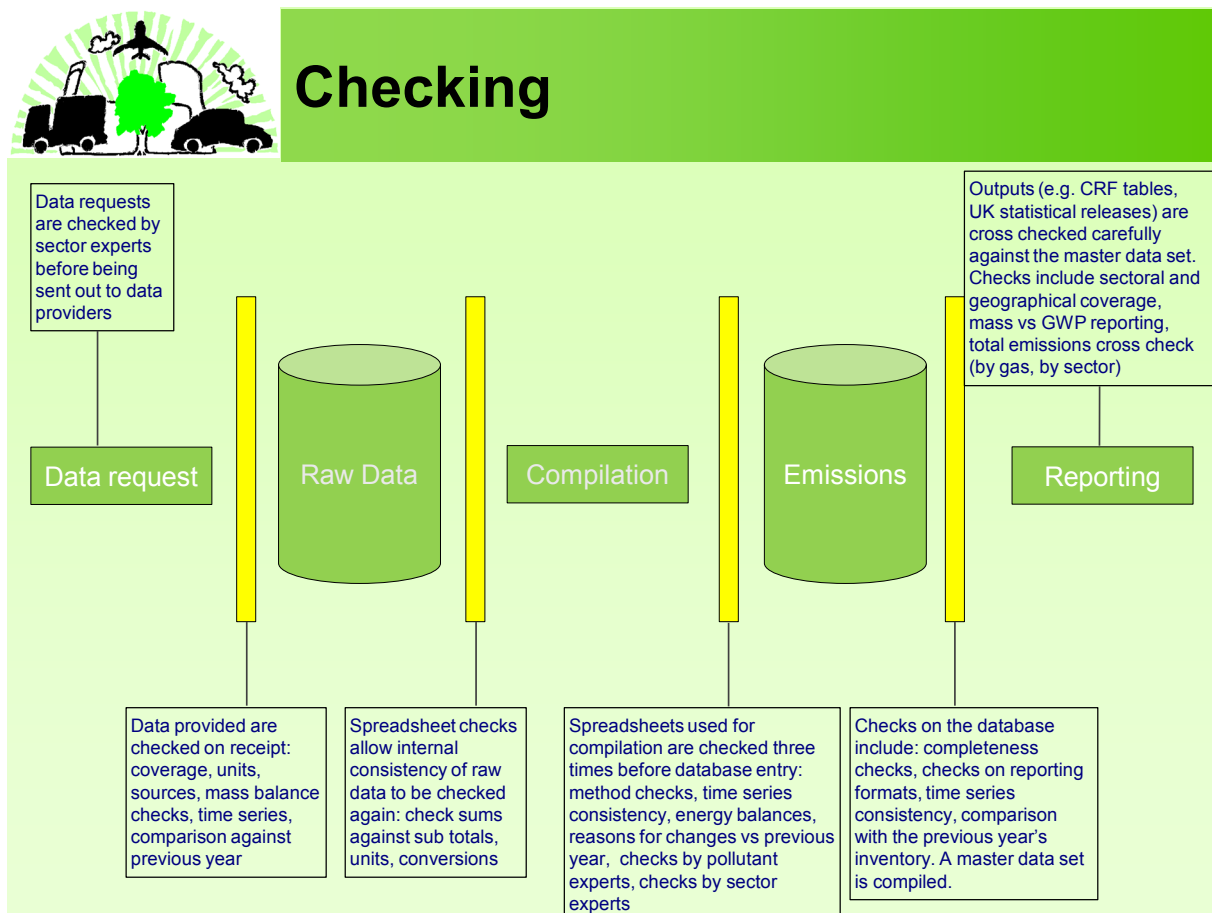 Checking
Data requests
are checked by
sector experts
before being
sent out to data
providers
Outputs (e.g. CRF tables,
UK statistical releases) are
cross checked carefully
against the master data set.
Checks include sectoral and
geographical coverage,
mass vs GWP reporting,
total emissions cross check
(by gas, by sector)
Data request
Raw Data
Compilation
Emissions
Reporting
Data provided are
checked on receipt:
coverage, units,
sources, mass balance
checks, time series,
comparison against
previous year
Spreadsheet checks
allow internal
consistency of raw
data to be checked
again: check sums
against sub totals,
units, conversions
Spreadsheets used for
compilation are checked three
times before database entry:
method checks, time series
consistency, energy balances,
reasons for changes vs previous
year, checks by pollutant
experts, checks by sector
experts
Checks on the database
include: completeness
checks, checks on reporting
formats, time series
consistency, comparison
with the previous year's
inventory. A master data set
is compiled.